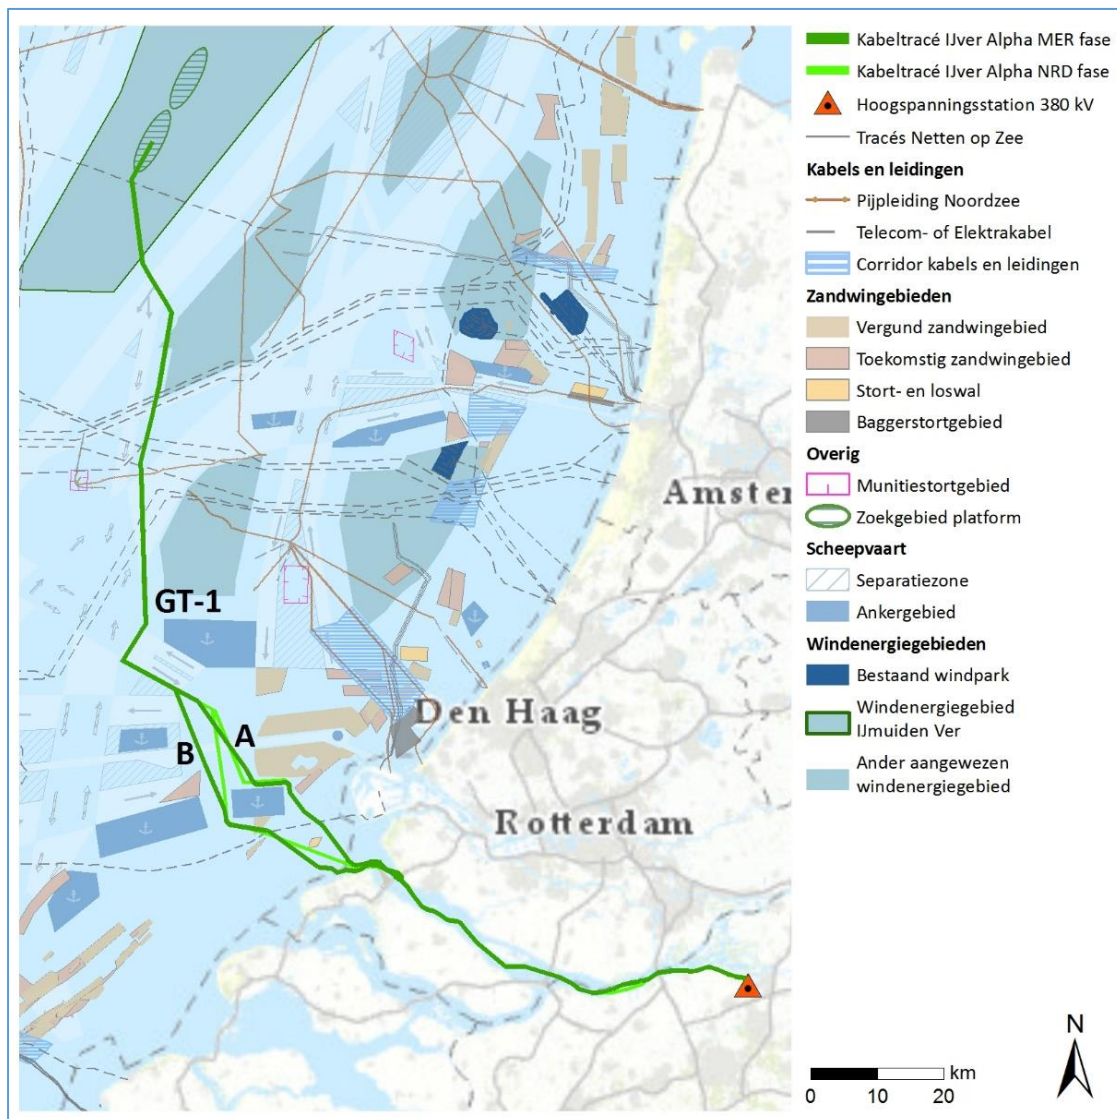 GT-1
A
B
Amster
Den Haag
Rotterdam
Kabeltracé IJver Alpha MER fase
Kabeltracé IJver Alpha NRD fase
Hoogspanningsstation 380 kV
Tracés Netten op Zee
Kabels en leidingen
Pijpleiding Noordzee
Telecom- of Elektrakabel
Corridor kabels en leidingen
Zandwingebieden
Vergund zandwingebied
Toekomstig zandwingebied
Stort- en loswal
Baggerstortgebied
Overig
Munitiestortgebied
Zoekgebied platform
Scheepvaart
Separatiezone
Ankergebied
Windenergiegebieden
Bestaand windpark
Windenergiegebied
IJmuiden Ver
Ander aangewezen
windenergiegebied
N
km
0 10 20